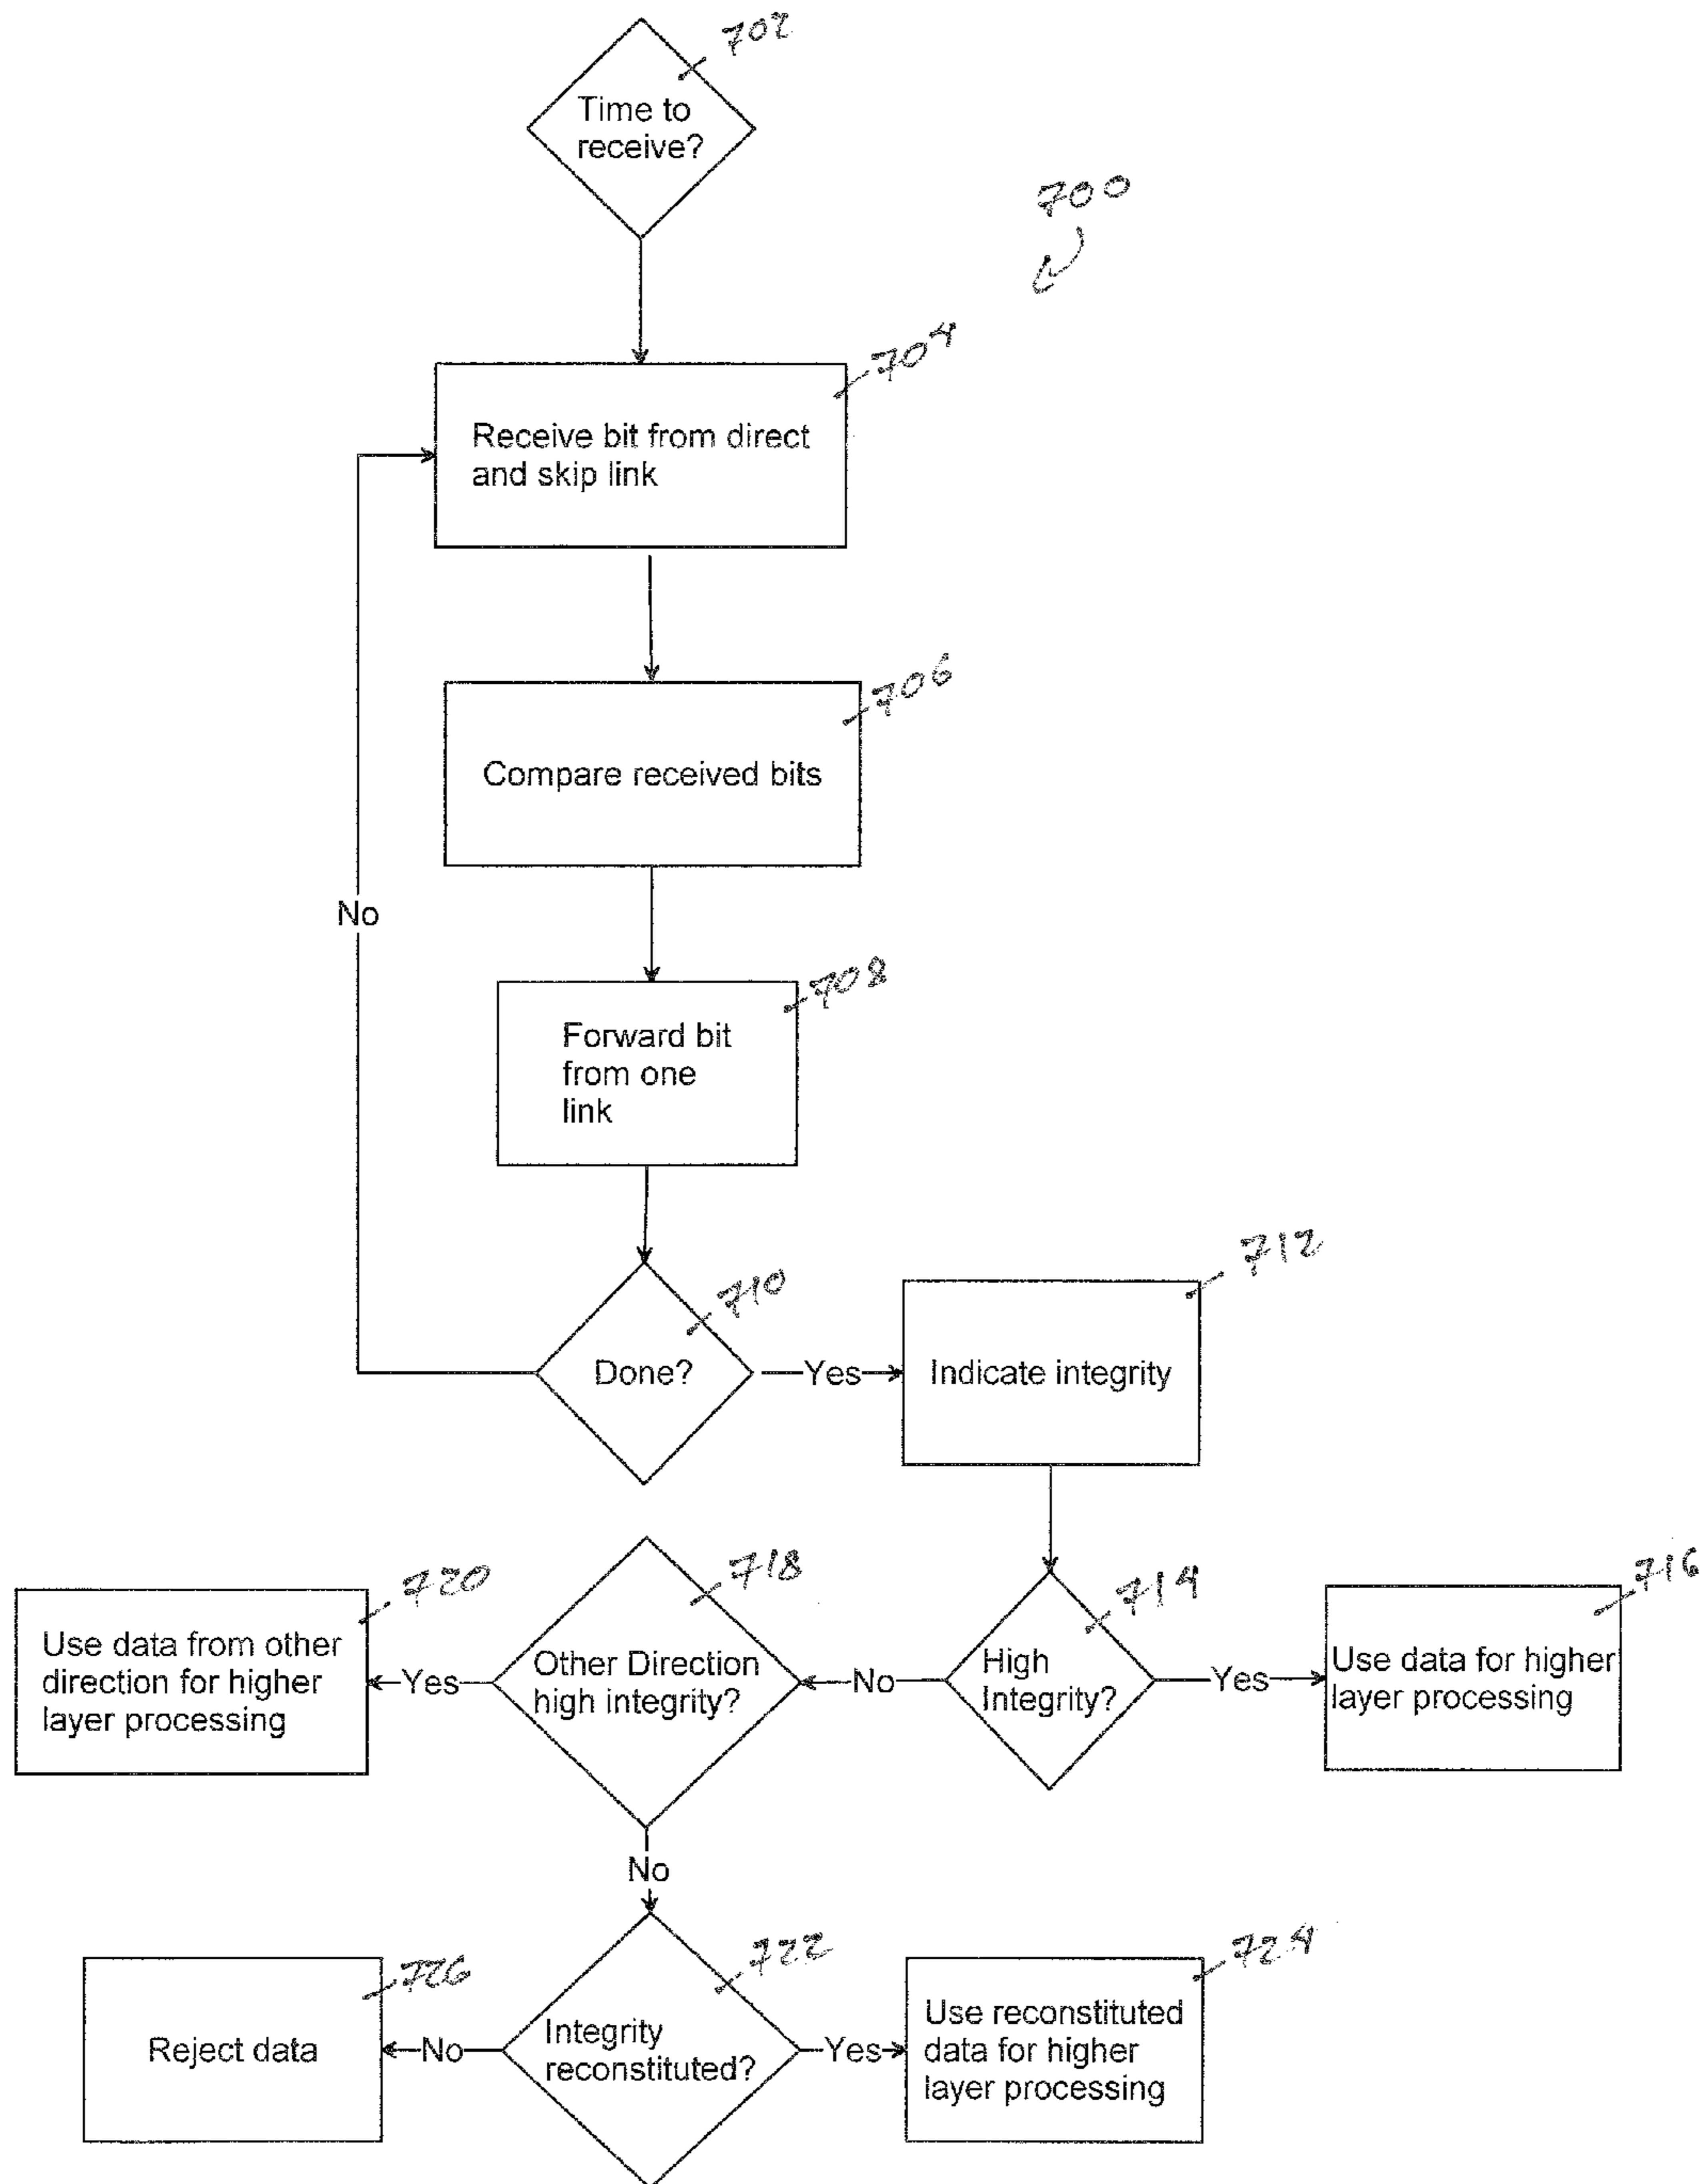 702
Time to
receive?
700
704
Receive bit from direct
and skip link
706
Compare received bits
No
708
Forward bit
from one
link
710
Done?
Yes
712
Indicate integrity
714
High
Integrity?
Yes
716
Use data for higher
layer processing
No
718
Other Direction
high integrity?
Yes
720
Use data from other
direction for higher
layer processing
No
722
Integrity
reconstituted?
Yes
724
Use reconstituted
data for higher
layer processing
No
726
Reject data